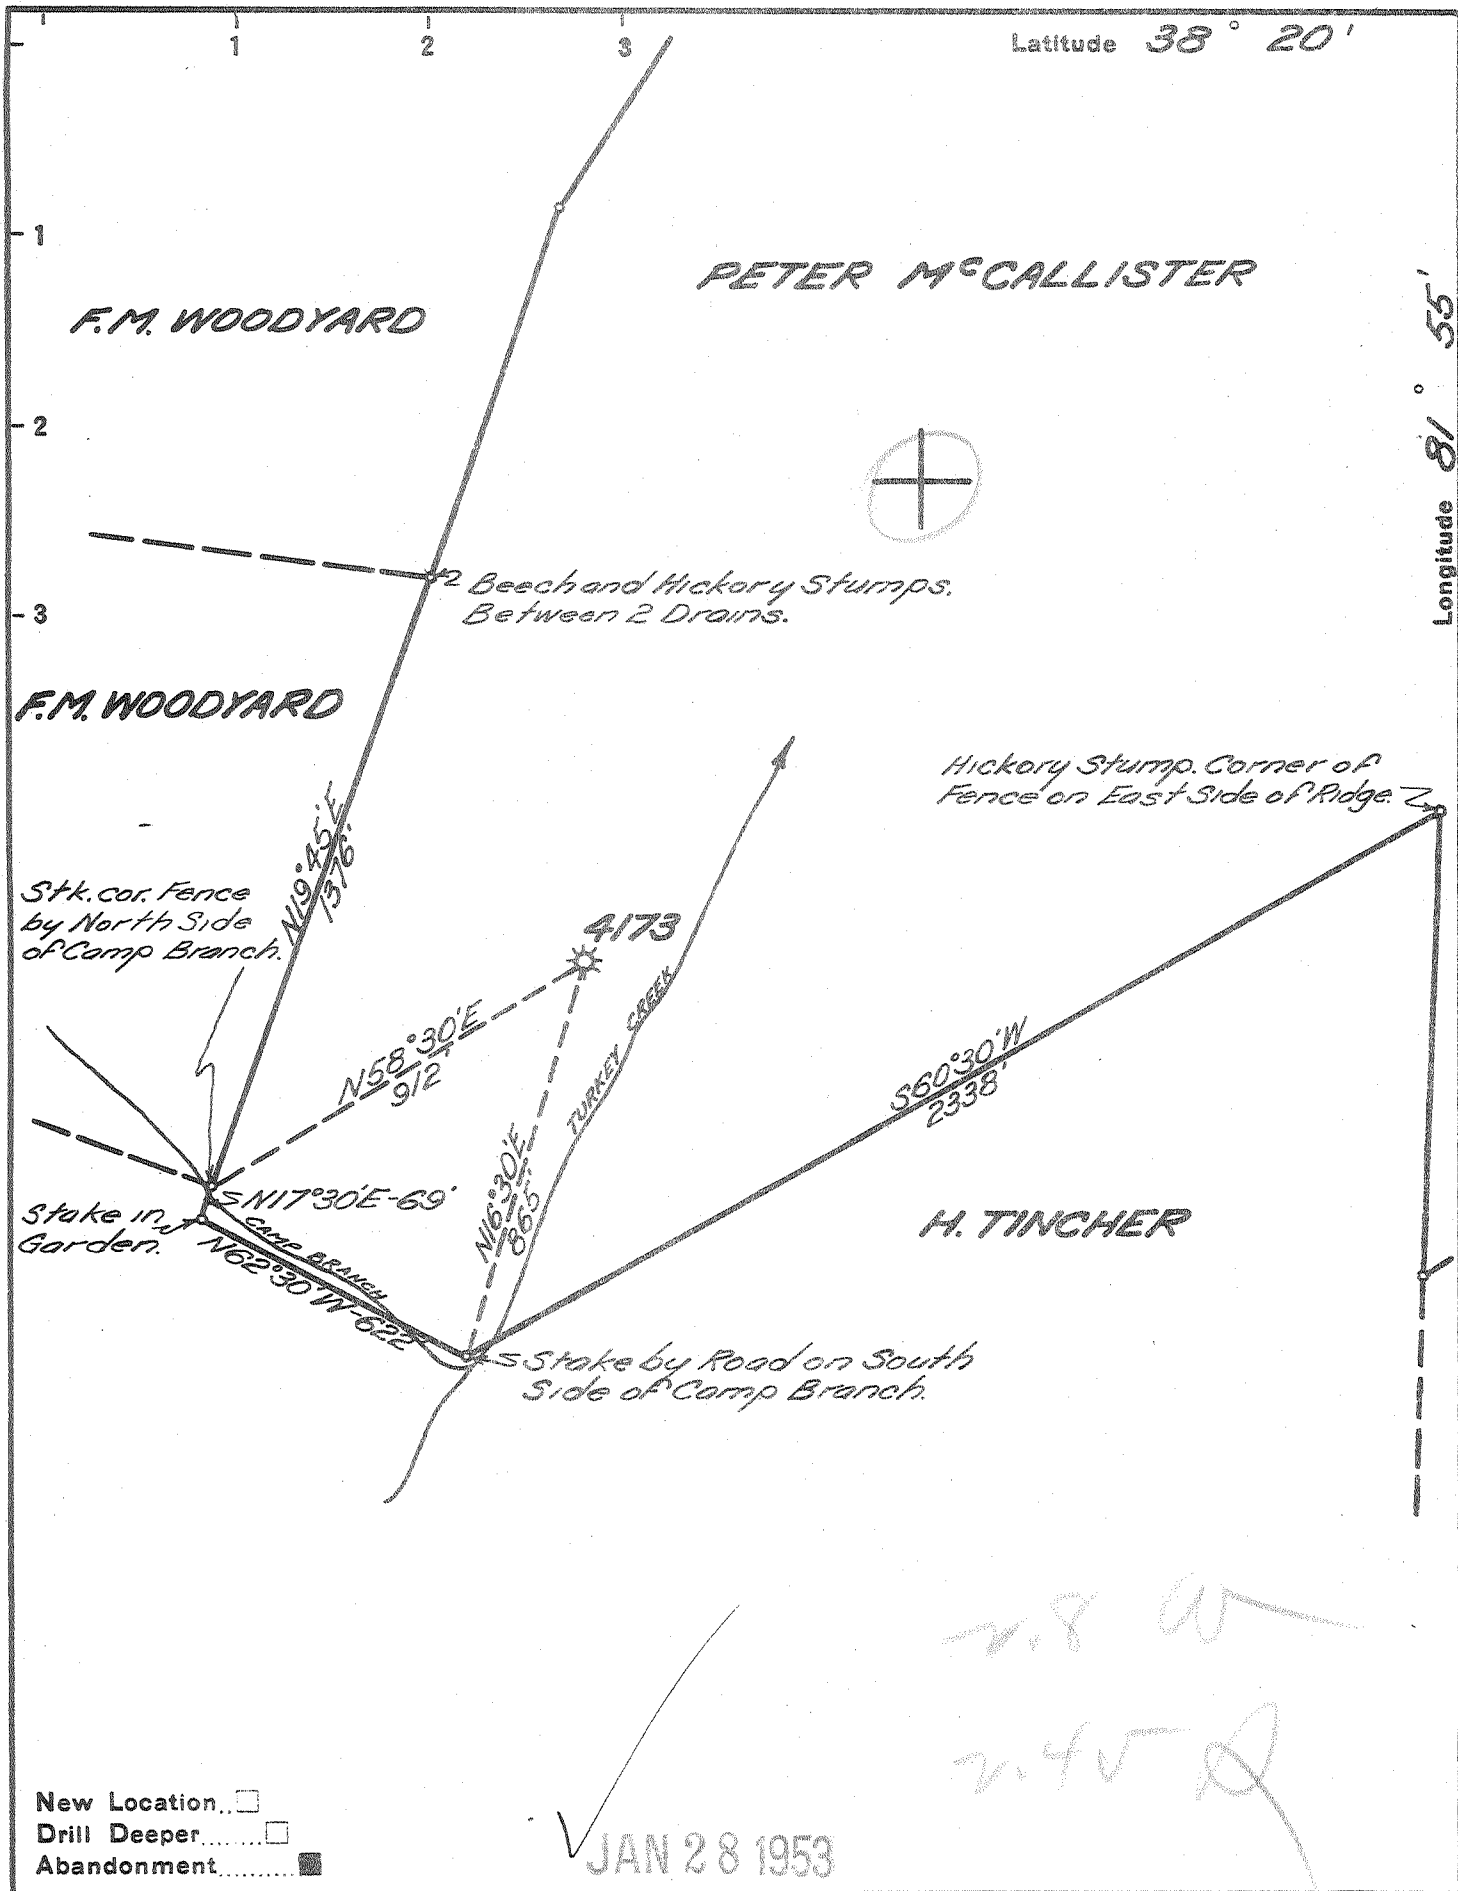 1 2 3
Latitude 38° 20'
1
PETER McCALLISTER
F.M. WOODYARD
Longitude 81° 55'
2
Beech and Hickory Stumps.
Between 2 Drains.
3
F.M. WOODYARD
Hickory Stump. Corner of
Fence on East Side of Ridge.
N19°45'E
1376'
Stk. cor. Fence
by North Side
of Camp Branch.
4173
TURKEY CREEK
N58°30'E
912'
S60°30'W
2338'
N16°30'E
865'
N17°30'E-69'
Stake in
Garden.
CAMP BRANCH
N62°30'W-622'
H. TINCHER
Stake by Road on South
Side of Camp Branch.
New Location..
Drill Deeper........
Abandonment..........
JAN 28 1953